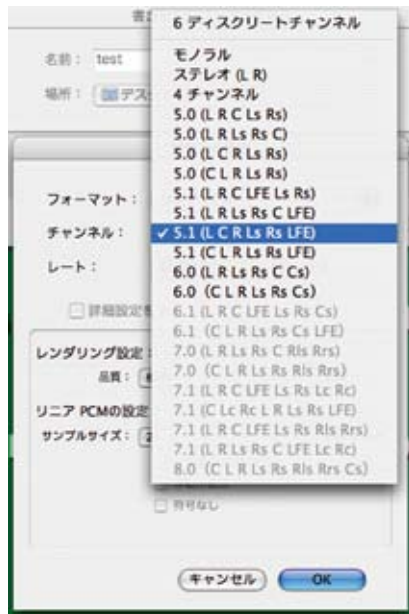 書
6 ディスクリートチャンネル
名前： test
モノラル
ステレオ (L R)
場所： デス
4 チャンネル
5.0 (L R C Ls Rs)
5.0 (L R Ls Rs C)
5.0 (L C R Ls Rs)
5.0 (C L R Ls Rs)
フォーマット：
5.1 (L R C LFE Ls Rs)
5.1 (L R Ls Rs C LFE)
チャンネル：
✓ 5.1 (L C R Ls Rs LFE)
5.1 (C L R Ls Rs LFE)
レート：
6.0 (L R Ls Rs C Cs)
6.0 (C L R Ls Rs Cs)
詳細設定を
6.1 (L R C LFE Ls Rs Cs)
6.1 (C L R Ls Rs Cs LFE)
レンダリング設定：
7.0 (L R Ls Rs C Rls Rrs)
7.0 (C L R Ls Rs Rls Rrs)
品質：
7.1 (L R C LFE Ls Rs Lc Rc)
リニア PCMの設定
7.1 (C Lc Rc L R Ls Rs LFE)
サンプルサイズ： 2
7.1 (L R C LFE Ls Rs Rls Rrs)
7.1 (L R Ls Rs C LFE Lc Rc)
8.0 (C L R Ls Rs Rls Rrs Cs)
符号なし
キャンセル
OK